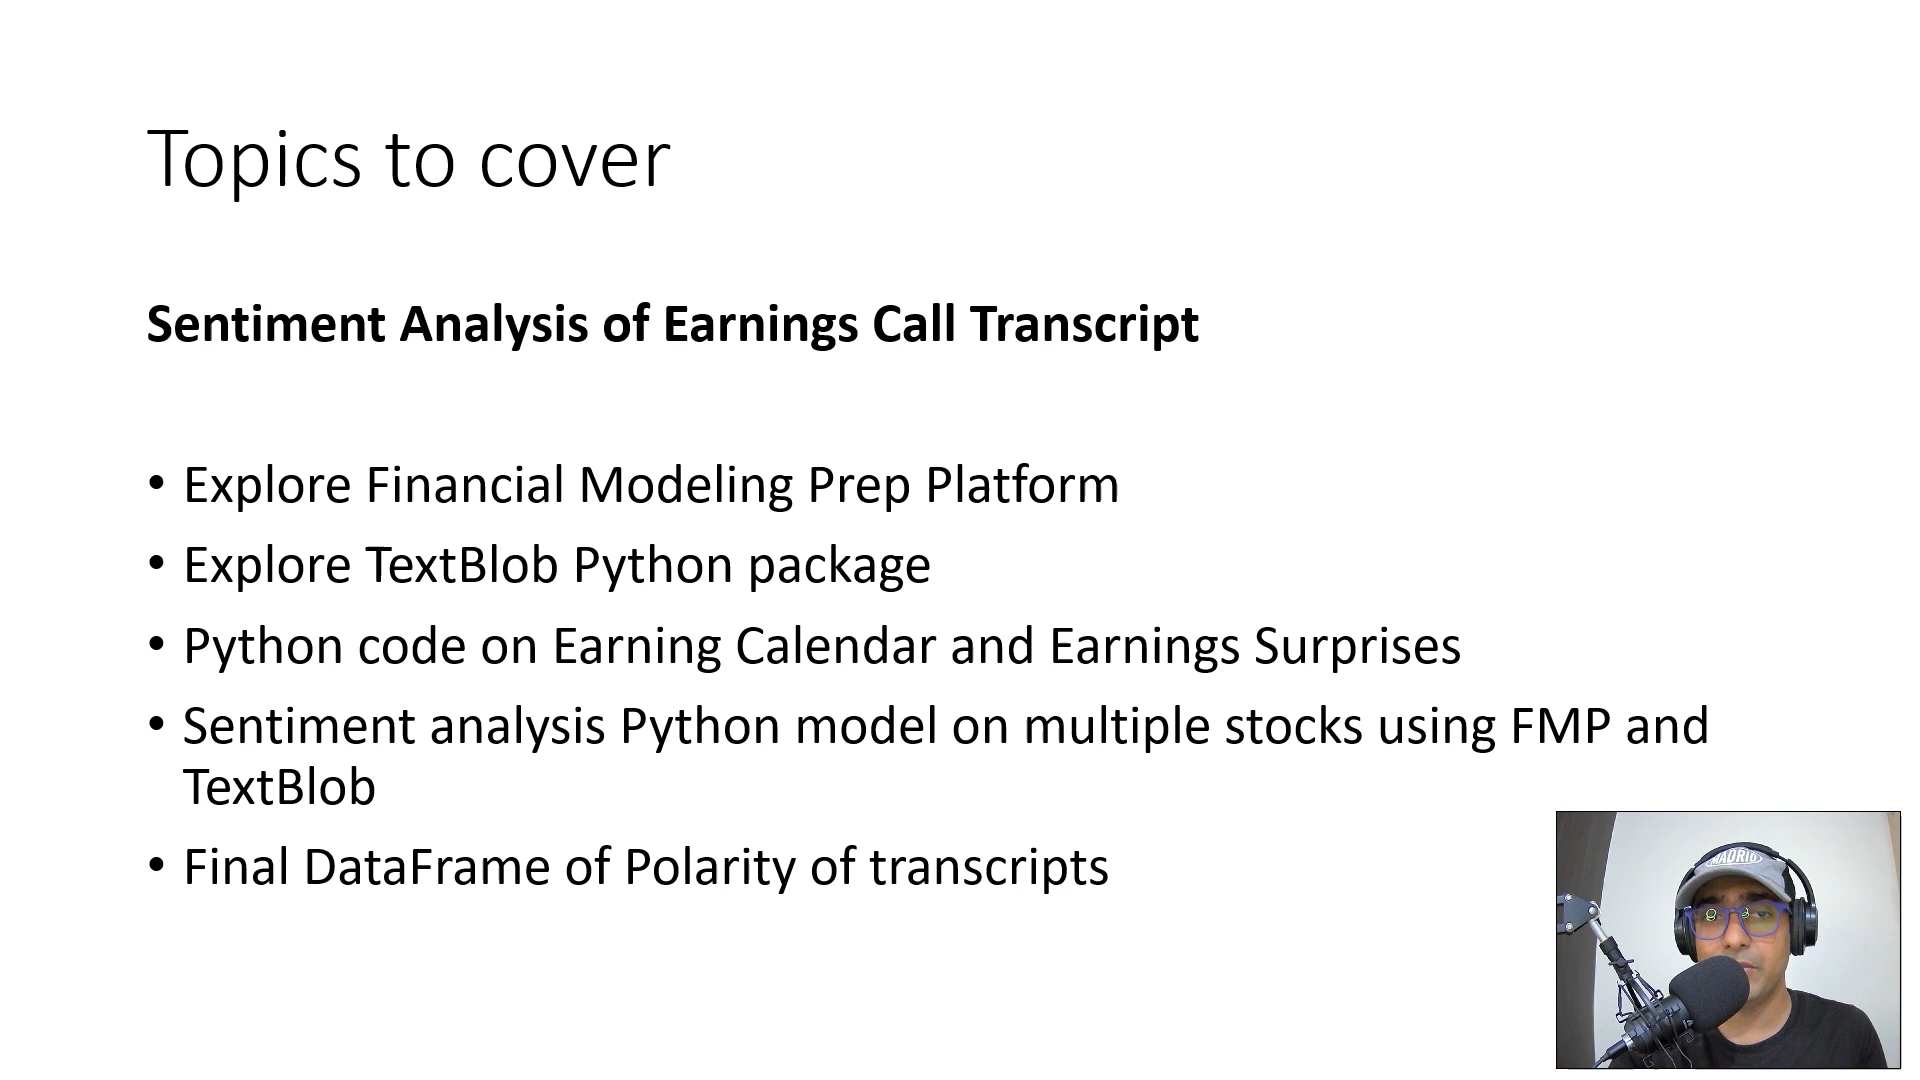 Topics to cover
Sentiment Analysis of Earnings Call Transcript
• Explore Financial Modeling Prep Platform
• Explore TextBlob Python package
• Python code on Earning Calendar and Earnings Surprises
• Sentiment analysis Python model on multiple stocks using FMP and
TextBlob
• Final DataFrame of Polarity of transcripts
MADRID